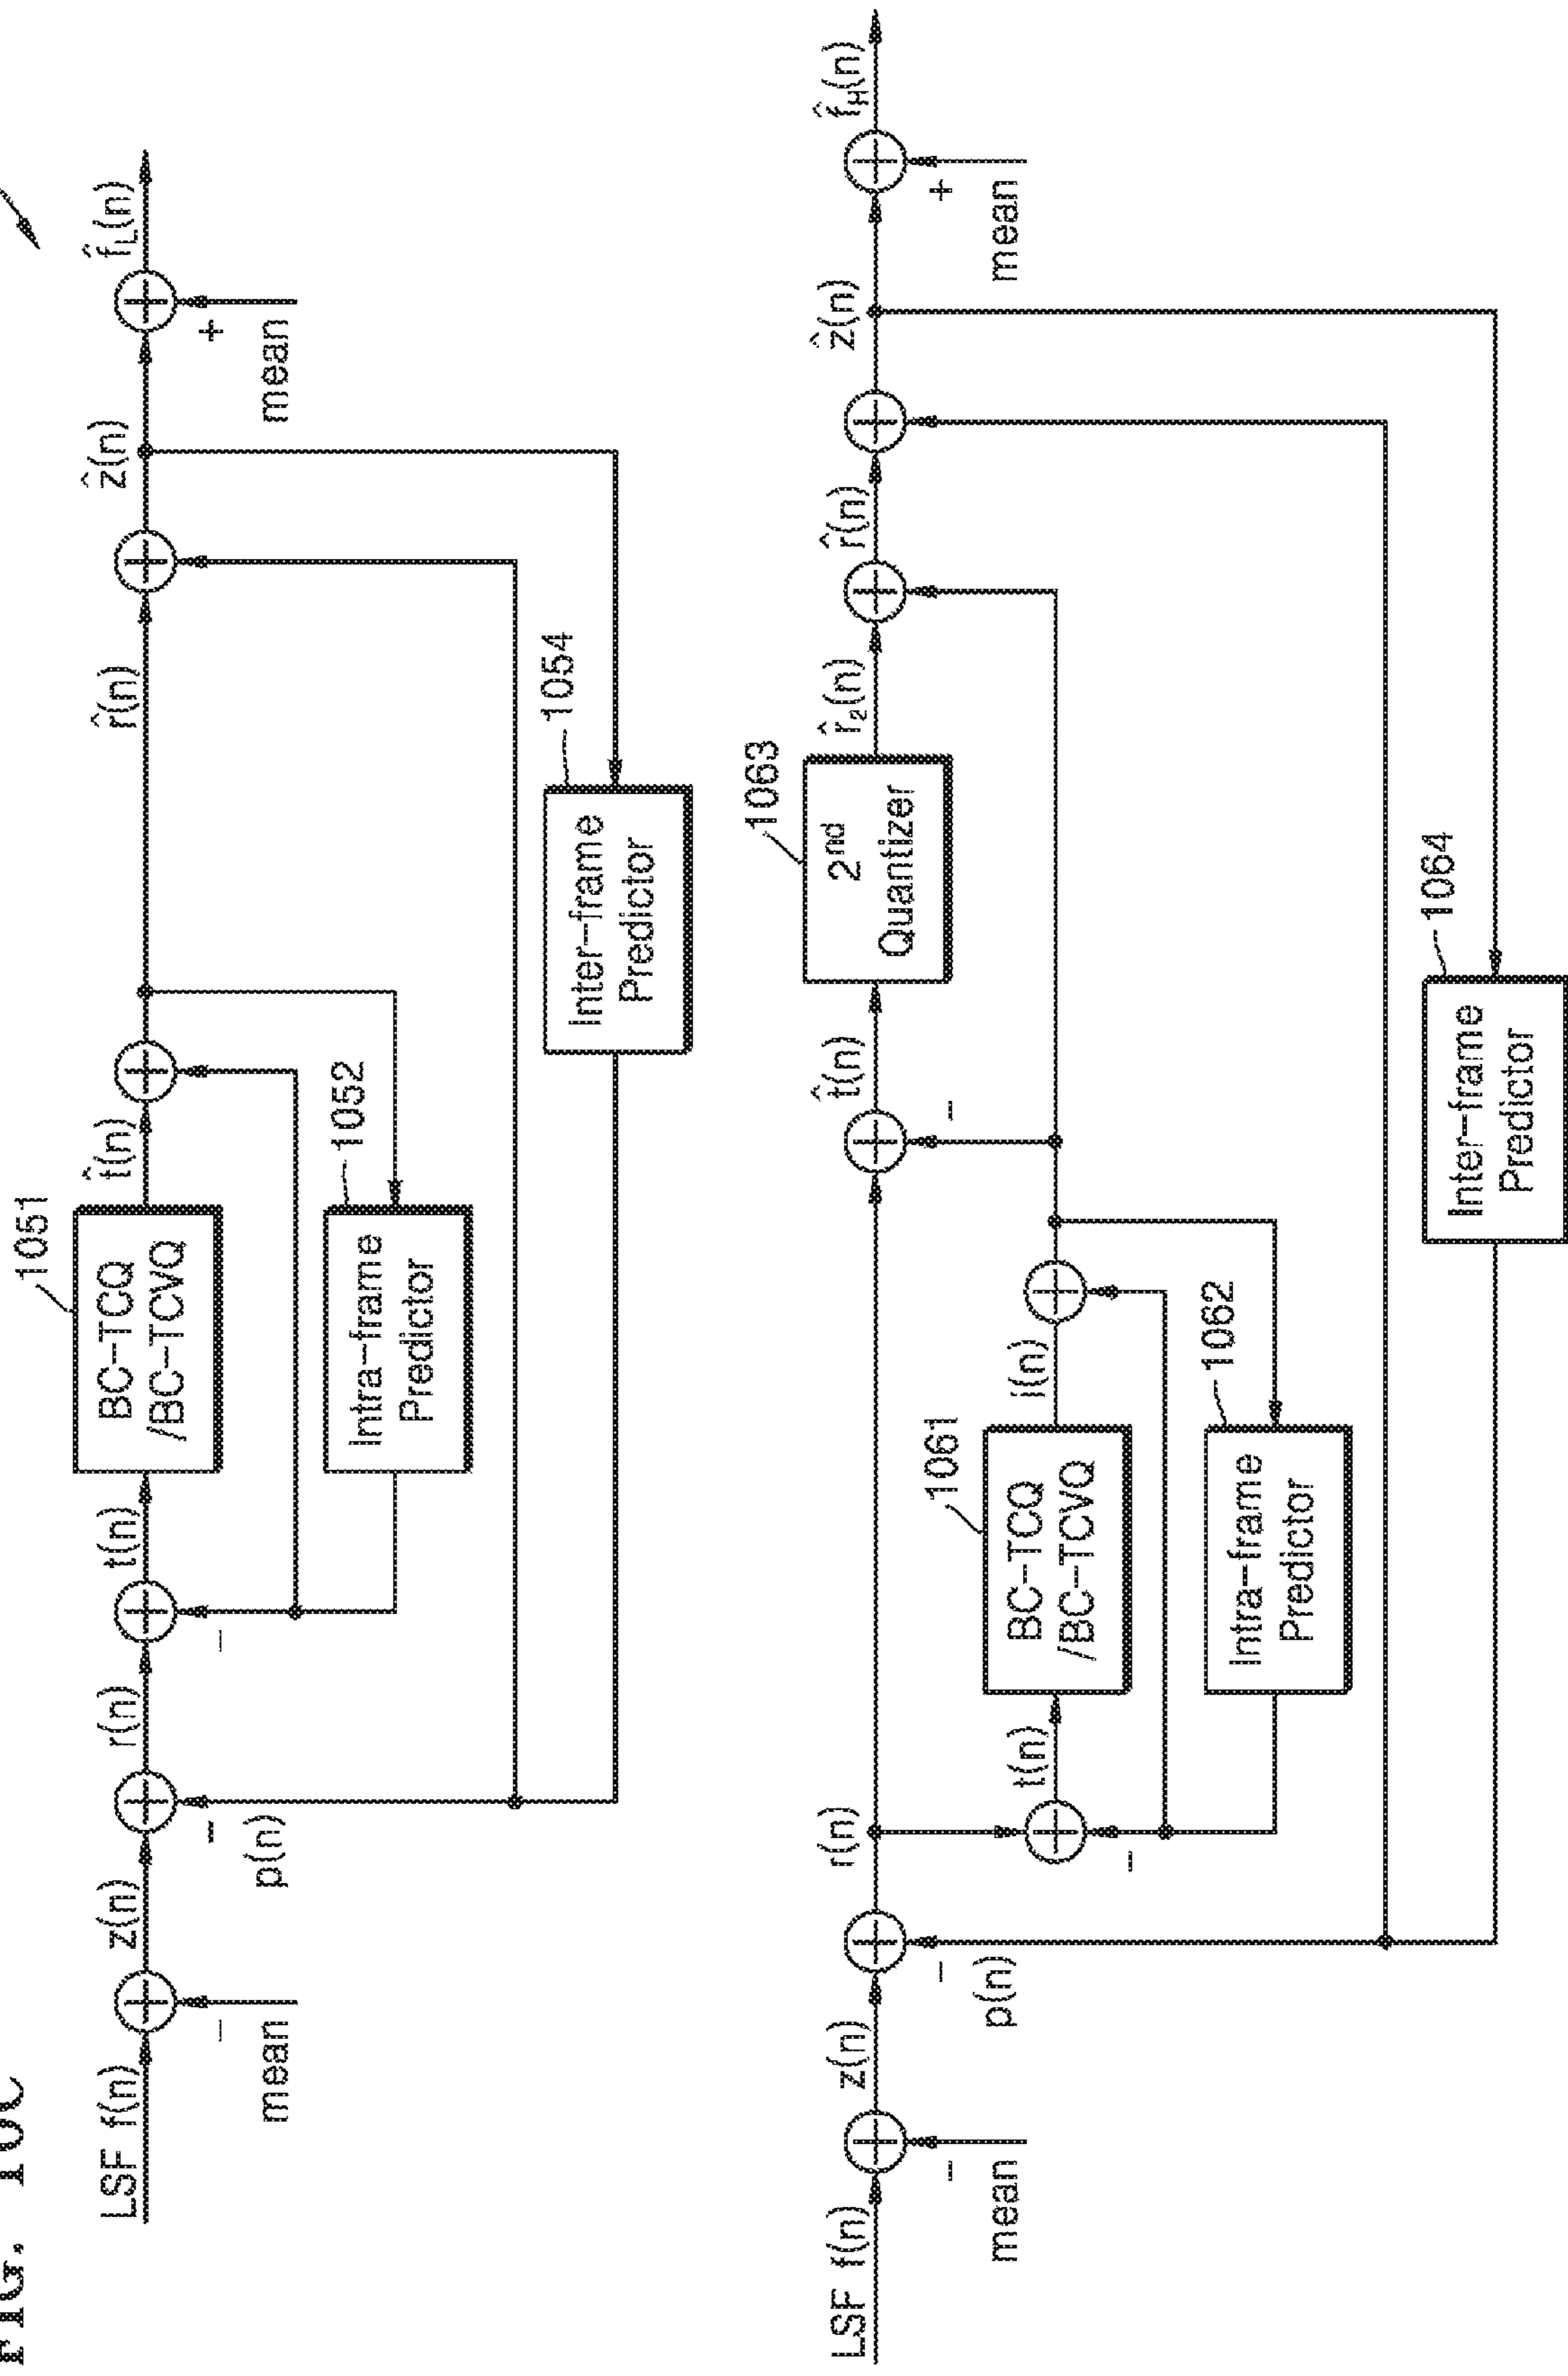 FIG. 10C
LSF f(n)
-
mean
z(n)
-
p(n)
r(n)
-
t(n)
1051
BC-TCQ
/BC-TCVQ
t̂(n)
1052
Intra-frame
Predictor
r̂(n)
1054
Inter-frame
Predictor
ẑ(n)
+
mean
f̂L(n)
LSF f(n)
-
mean
z(n)
-
p(n)
r(n)
-
t(n)
1061
BC-TCQ
/BC-TCVQ
1062
Intra-frame
Predictor
-
t̂(n)
1063
2nd
Quantizer
r̂2(n)
r̂(n)
1064
Inter-frame
Predictor
ẑ(n)
+
mean
f̂H(n)